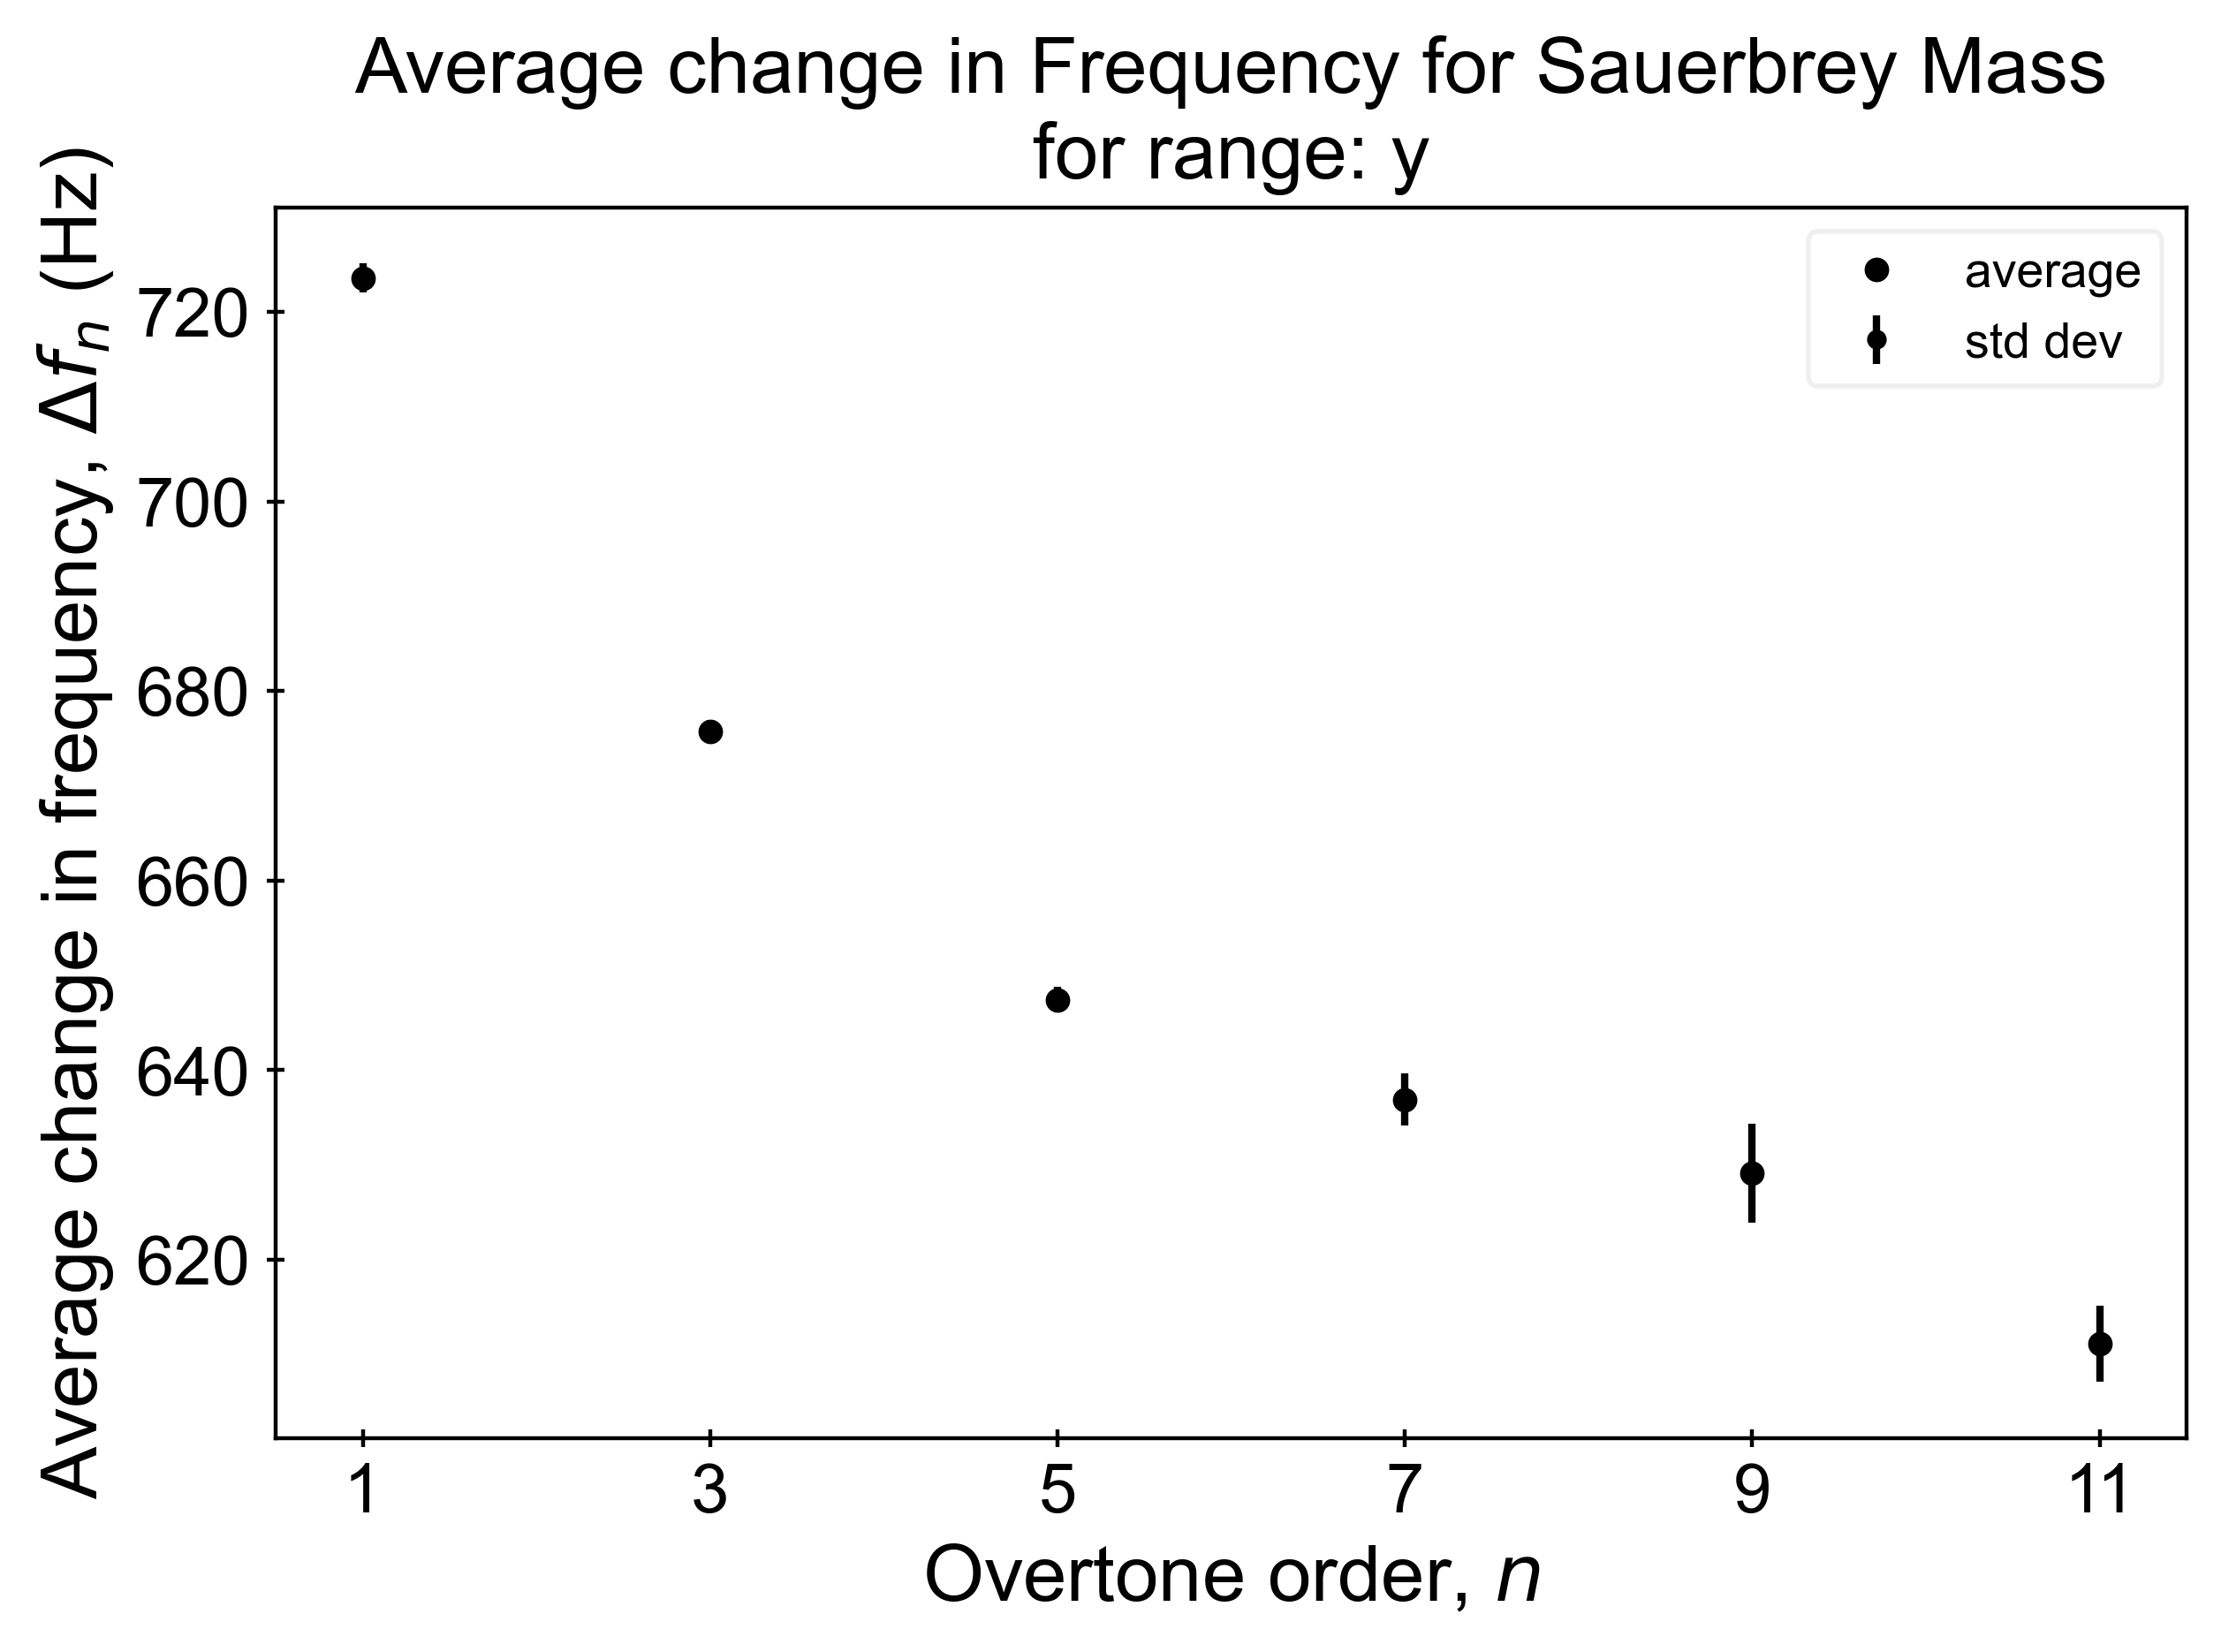 Average change in Frequency for Sauerbrey Mass
for range: y
Average change in frequency, Δfₙ (Hz)
720
700
680
660
640
620
average
std dev
1 3 5 7 9 11
Overtone order, n